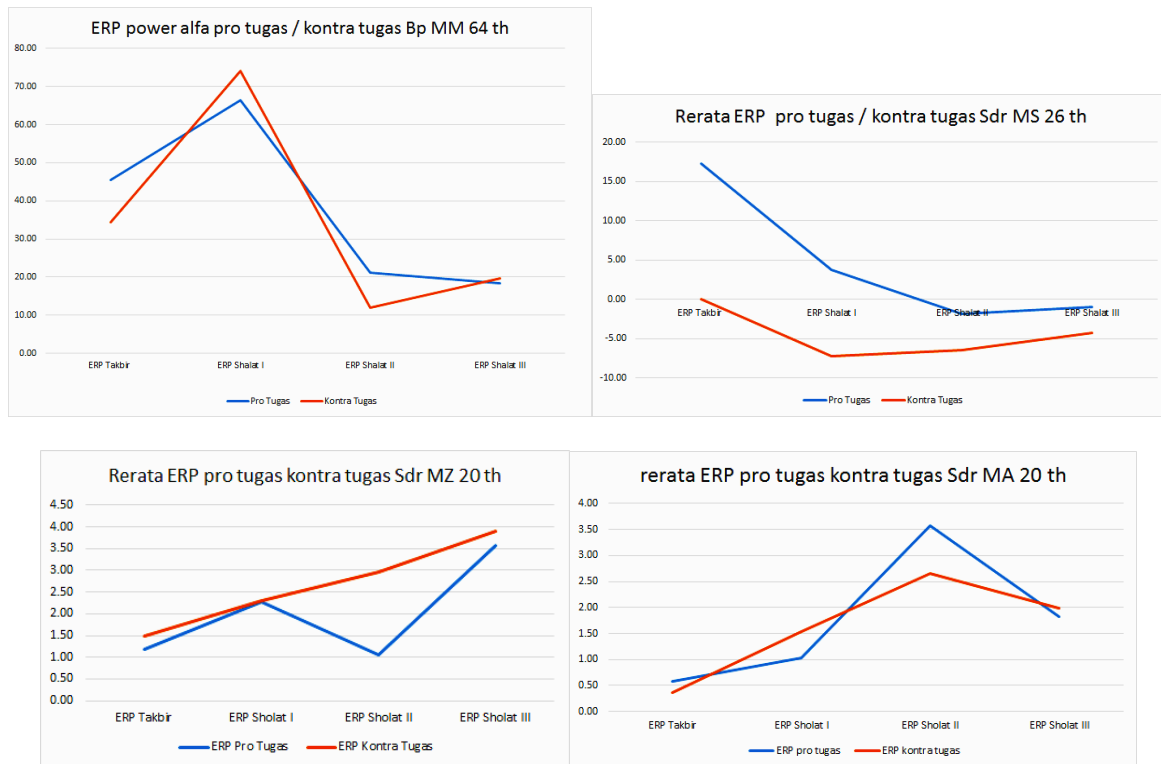 ERP power alfa pro tugas / kontra tugas Bp MM 64 th
80.00
70.00
60.00
50.00
40.00
30.00
20.00
10.00
0.00
ERP Takbir ERP Shalat I ERP Shalat II ERP Shalat III
Pro Tugas Kontra Tugas
Rerata ERP pro tugas / kontra tugas Sdr MS 26 th
20.00
15.00
10.00
5.00
0.00
-5.00
-10.00
ERP Takbir ERP Shalat I ERP Shalat II ERP Shalat III
Pro Tugas Kontra Tugas
Rerata ERP pro tugas kontra tugas Sdr MZ 20 th
4.50
4.00
3.50
3.00
2.50
2.00
1.50
1.00
0.50
0.00
ERP Takbir ERP Sholat I ERP Sholat II ERP Sholat III
ERP Pro Tugas ERP Kontra Tugas
rerata ERP pro tugas kontra tugas Sdr MA 20 th
4.00
3.50
3.00
2.50
2.00
1.50
1.00
0.50
0.00
ERP Takbir ERP Sholat I ERP Sholat II ERP Sholat III
ERP pro tugas ERP kontra tugas